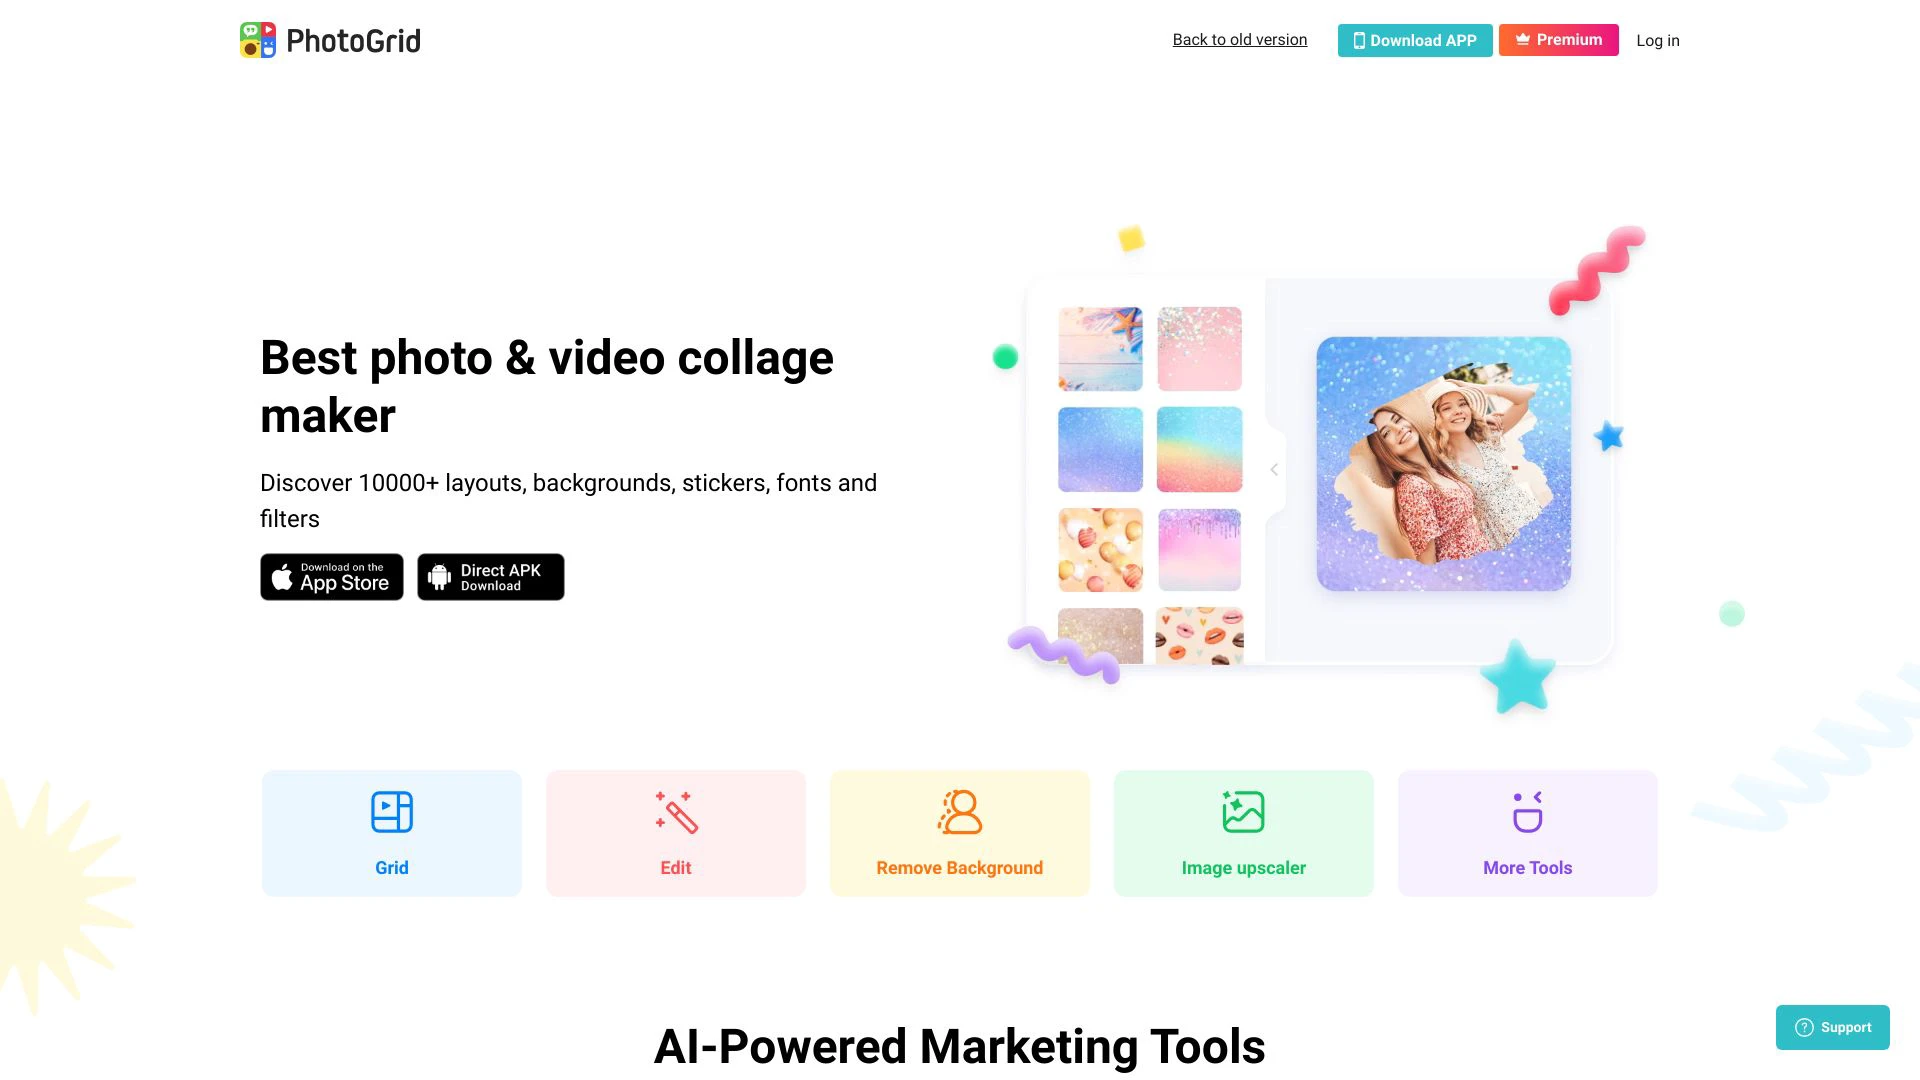 PhotoGrid
Back to old version
Download APP
Premium
Log in
Best photo & video collage
maker
Discover 10000+ layouts, backgrounds, stickers, fonts and
filters
Download on the
App Store
Direct APK
Download
Grid
Edit
Remove Background
Image upscaler
More Tools
AI-Powered Marketing Tools
Support